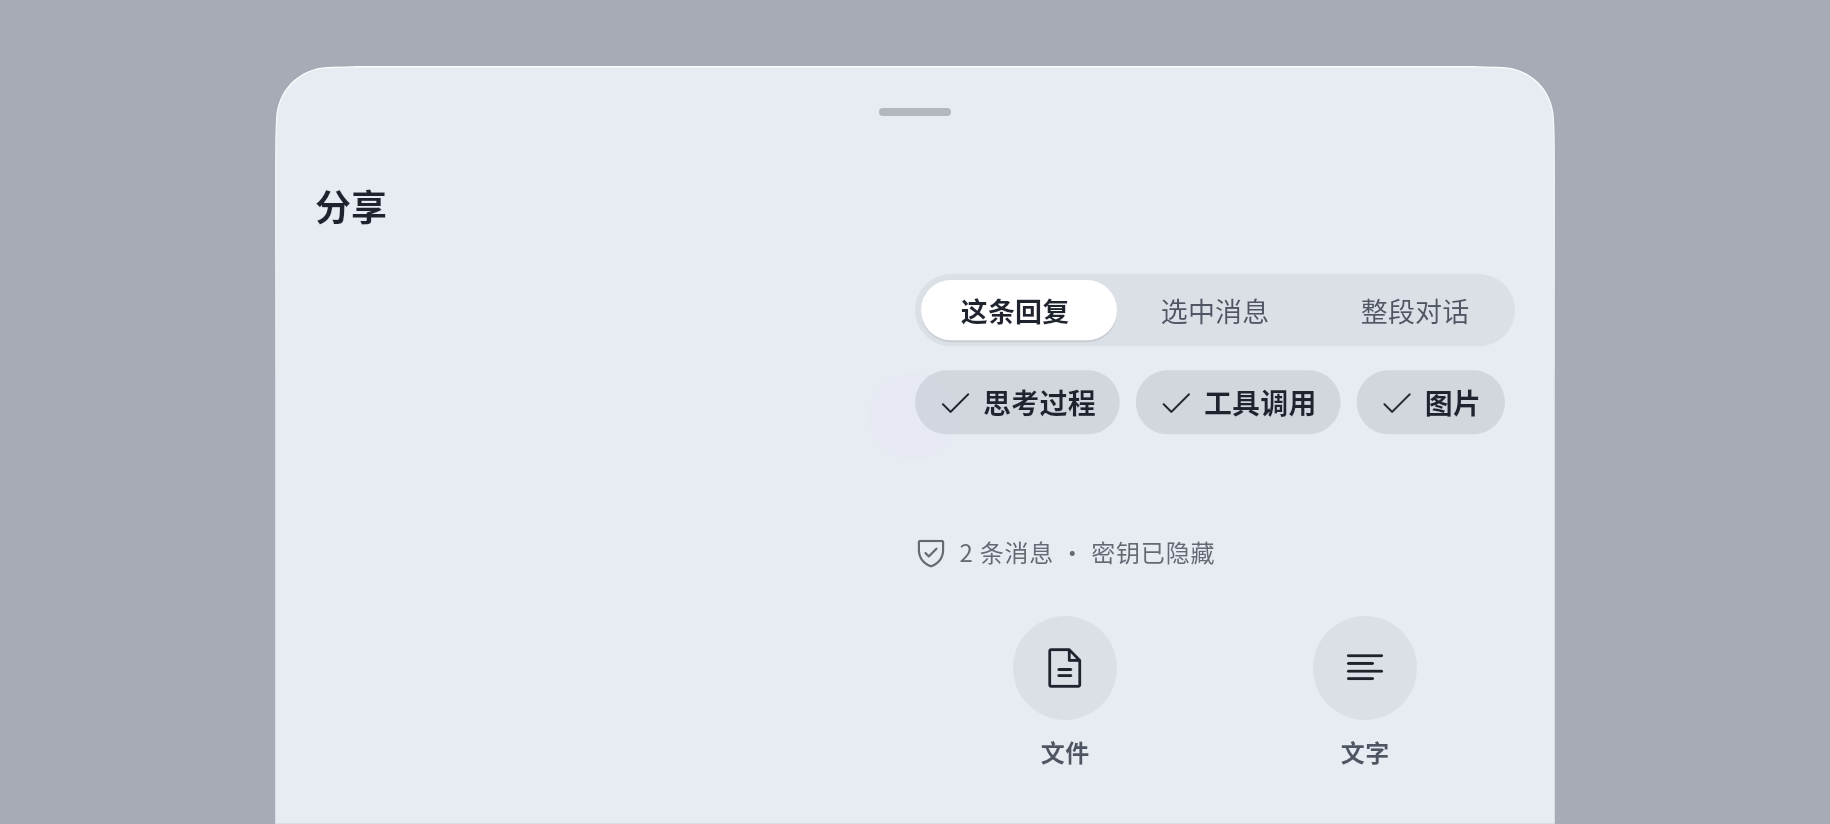 分享
这条回复 选中消息 整段对话
思考过程 工具调用 图片
2 条消息 · 密钥已隐藏
文件 文字